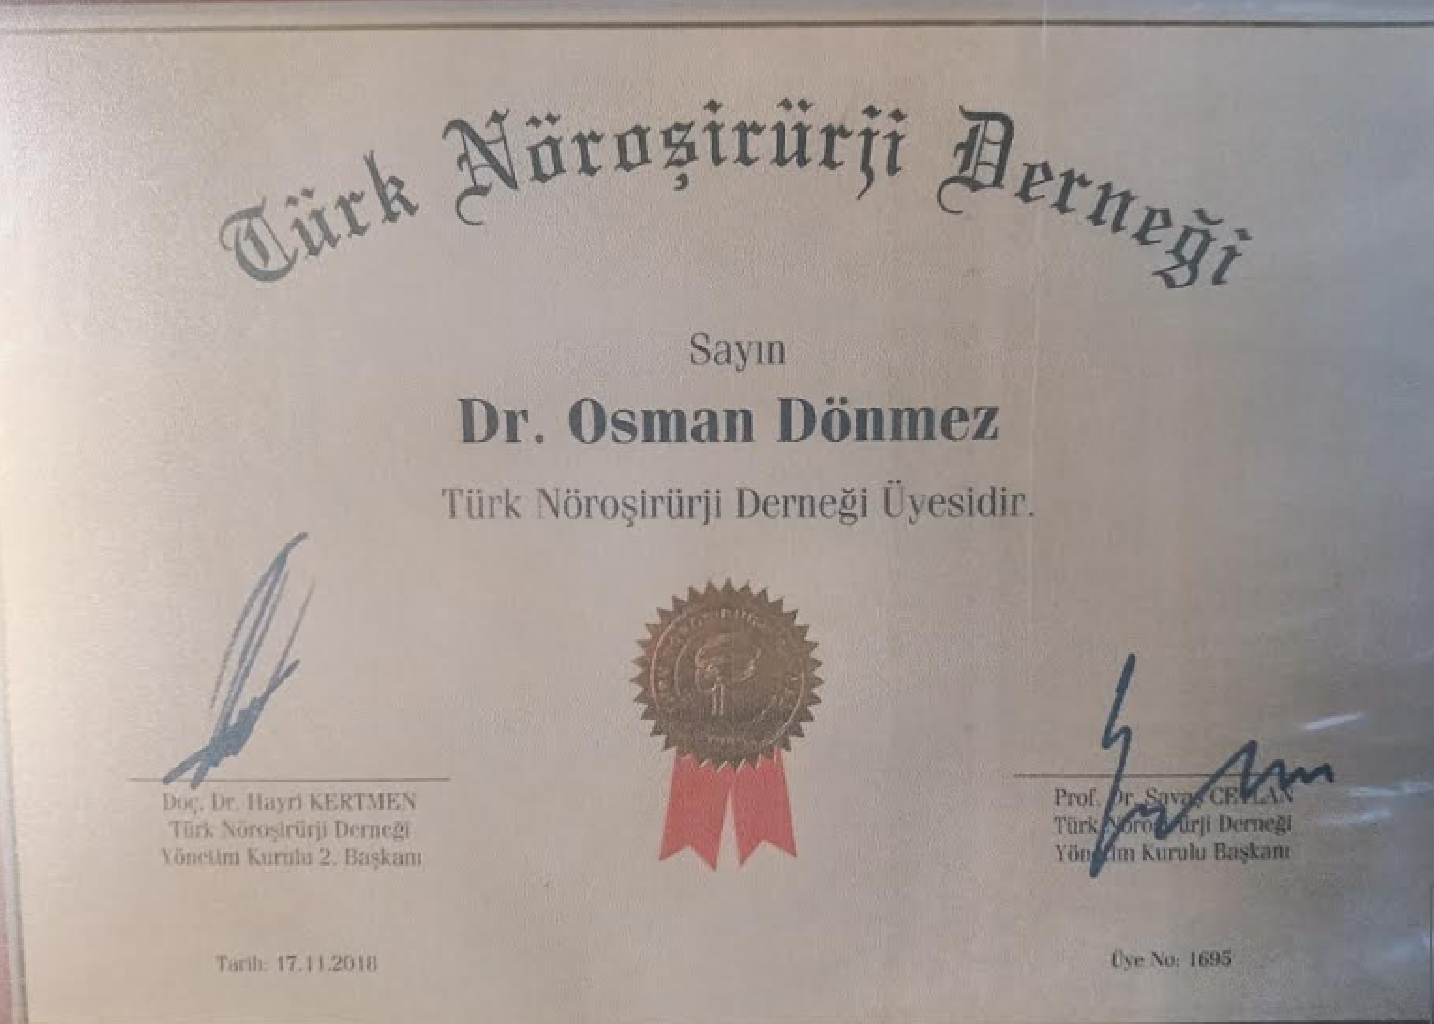 Türk Nöroşirürji Derneği
Sayın
Dr. Osman Dönmez
Türk Nöroşirürji Derneği Üyesidir.
Doç. Dr. Hayri KERTMEN
Türk Nöroşirürji Derneği
Yönetim Kurulu 2. Başkanı
Prof. Dr. Savaş CEYLAN
Türk Nöroşirürji Derneği
Yönetim Kurulu Başkanı
Tarih: 17.11.2018
Üye No: 1695